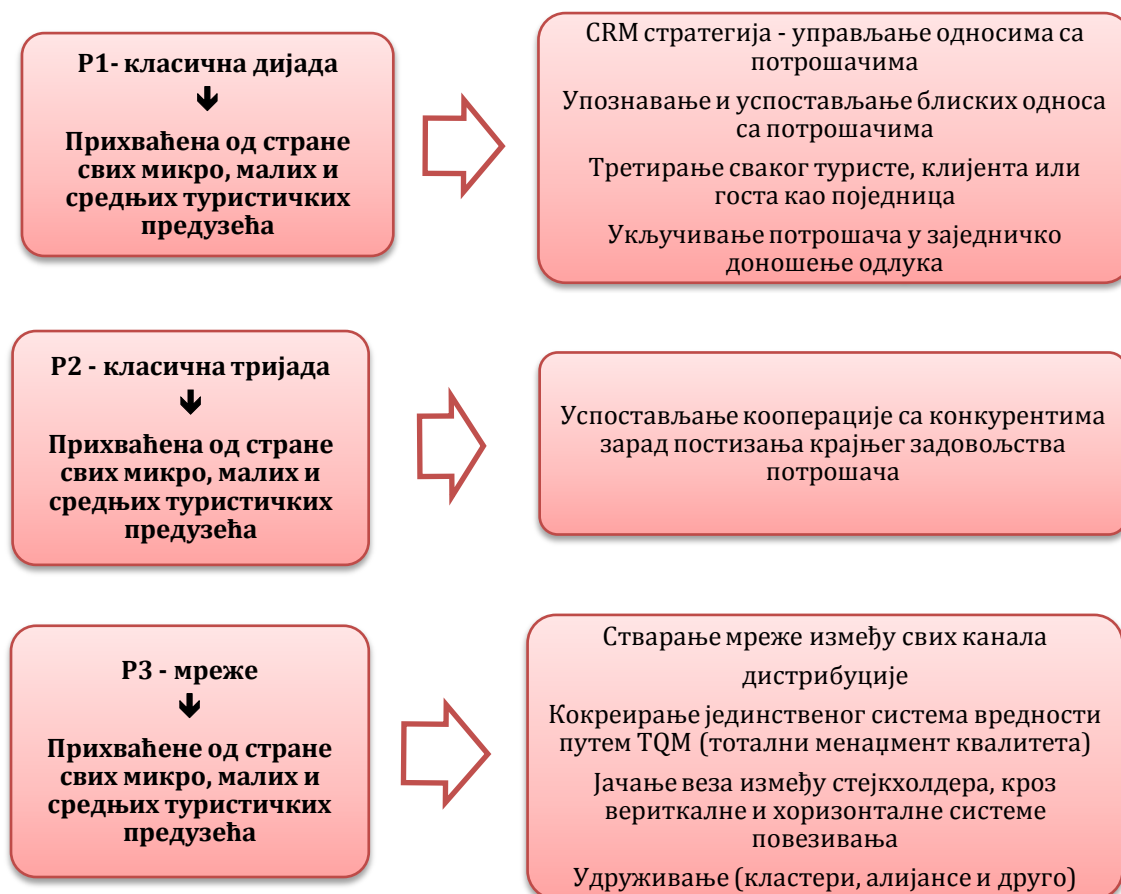 Р1- класична дијада
🡻
Прихваћена од стране
свих микро, малих и
средњих туристичких
предузећа
CRM стратегија - управљање односима са
потрошачима
Упознавање и успостављање блиских односа
са потрошачима
Третирање сваког туристе, клијента или
госта као појединца
Укључивање потрошача у заједничко
доношење одлука
Р2 - класична тријада
🡻
Прихваћена од стране
свих микро, малих и
средњих туристичких
предузећа
Успостављање кооперације са конкурентима
зарад постизања крајњег задовољства
потрошача
Р3 - мреже
🡻
Прихваћене од стране
свих микро, малих и
средњих туристичких
предузећа
Стварање мреже између свих канала
дистрибуције
Кокреирање јединственог система вредности
путем TQM (тотални менаџмент квалитета)
Јачање веза између стејкхолдера, кроз
вериткалне и хоризонталне системе
повезивања
Удруживање (кластери, алијансе и друго)